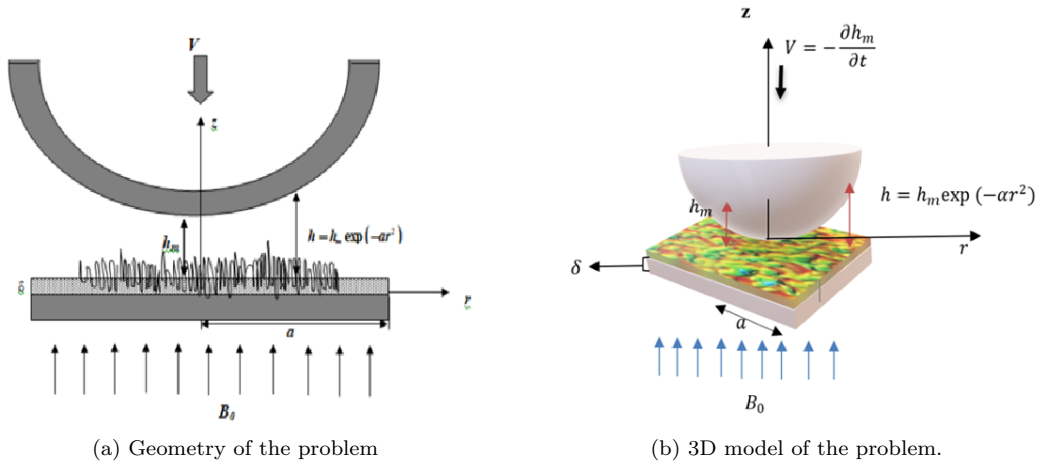 V
z
h_m
h = h_m exp(−αr²)
δ
r
a
B_0
(a) Geometry of the problem
z
V = −∂h_m/∂t
h_m
h = h_m exp (−αr²)
r
δ
a
B_0
(b) 3D model of the problem.